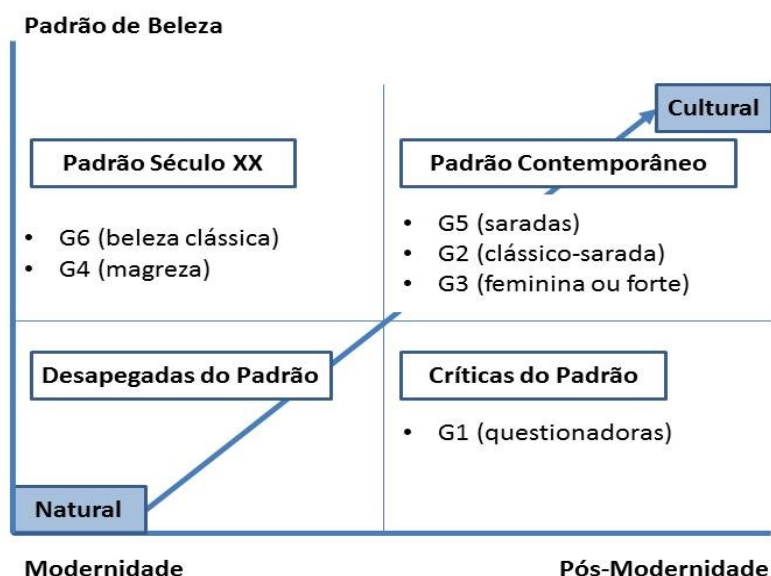 Padrão de Beleza
Cultural
Padrão Século XX
Padrão Contemporâneo
• G6 (beleza clássica)
• G4 (magreza)
• G5 (saradas)
• G2 (clássico-sarada)
• G3 (feminina ou forte)
Desapegadas do Padrão
Críticas do Padrão
• G1 (questionadoras)
Natural
Modernidade
Pós-Modernidade